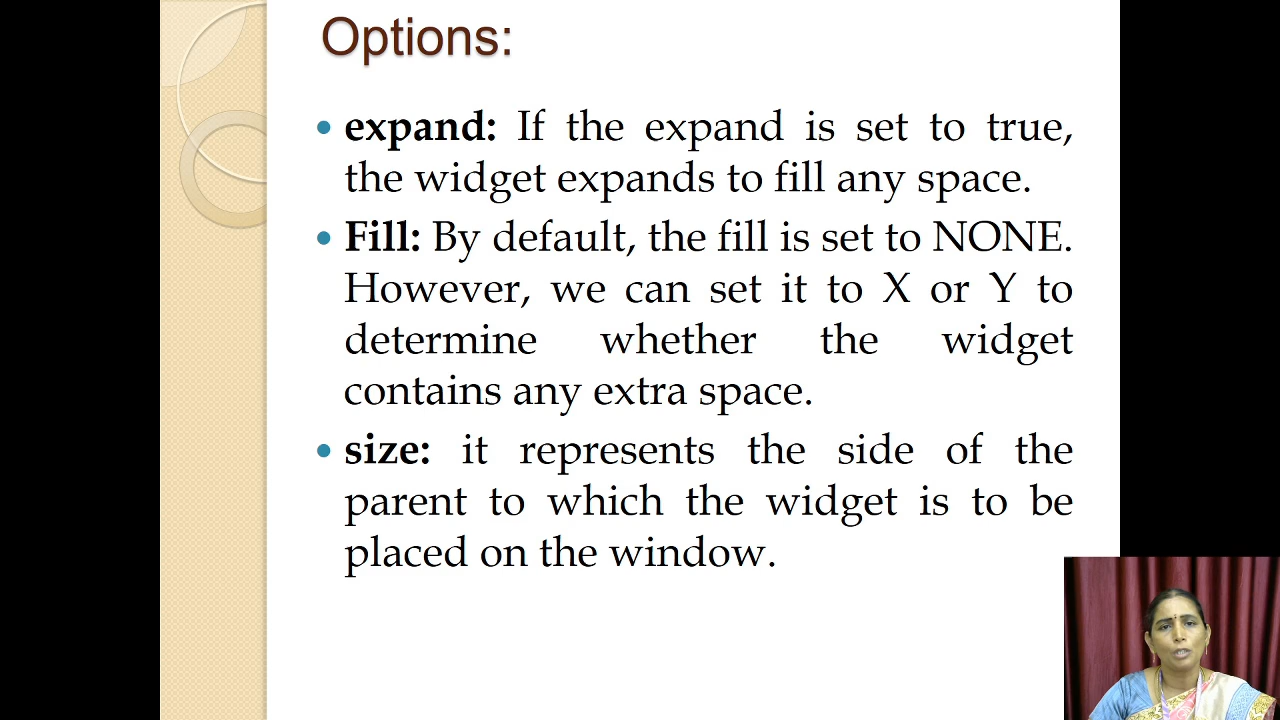 Options:
expand: If the expand is set to true,
the widget expands to fill any space.
Fill: By default, the fill is set to NONE.
However, we can set it to X or Y to
determine whether the widget
contains any extra space.
size: it represents the side of the
parent to which the widget is to be
placed on the window.